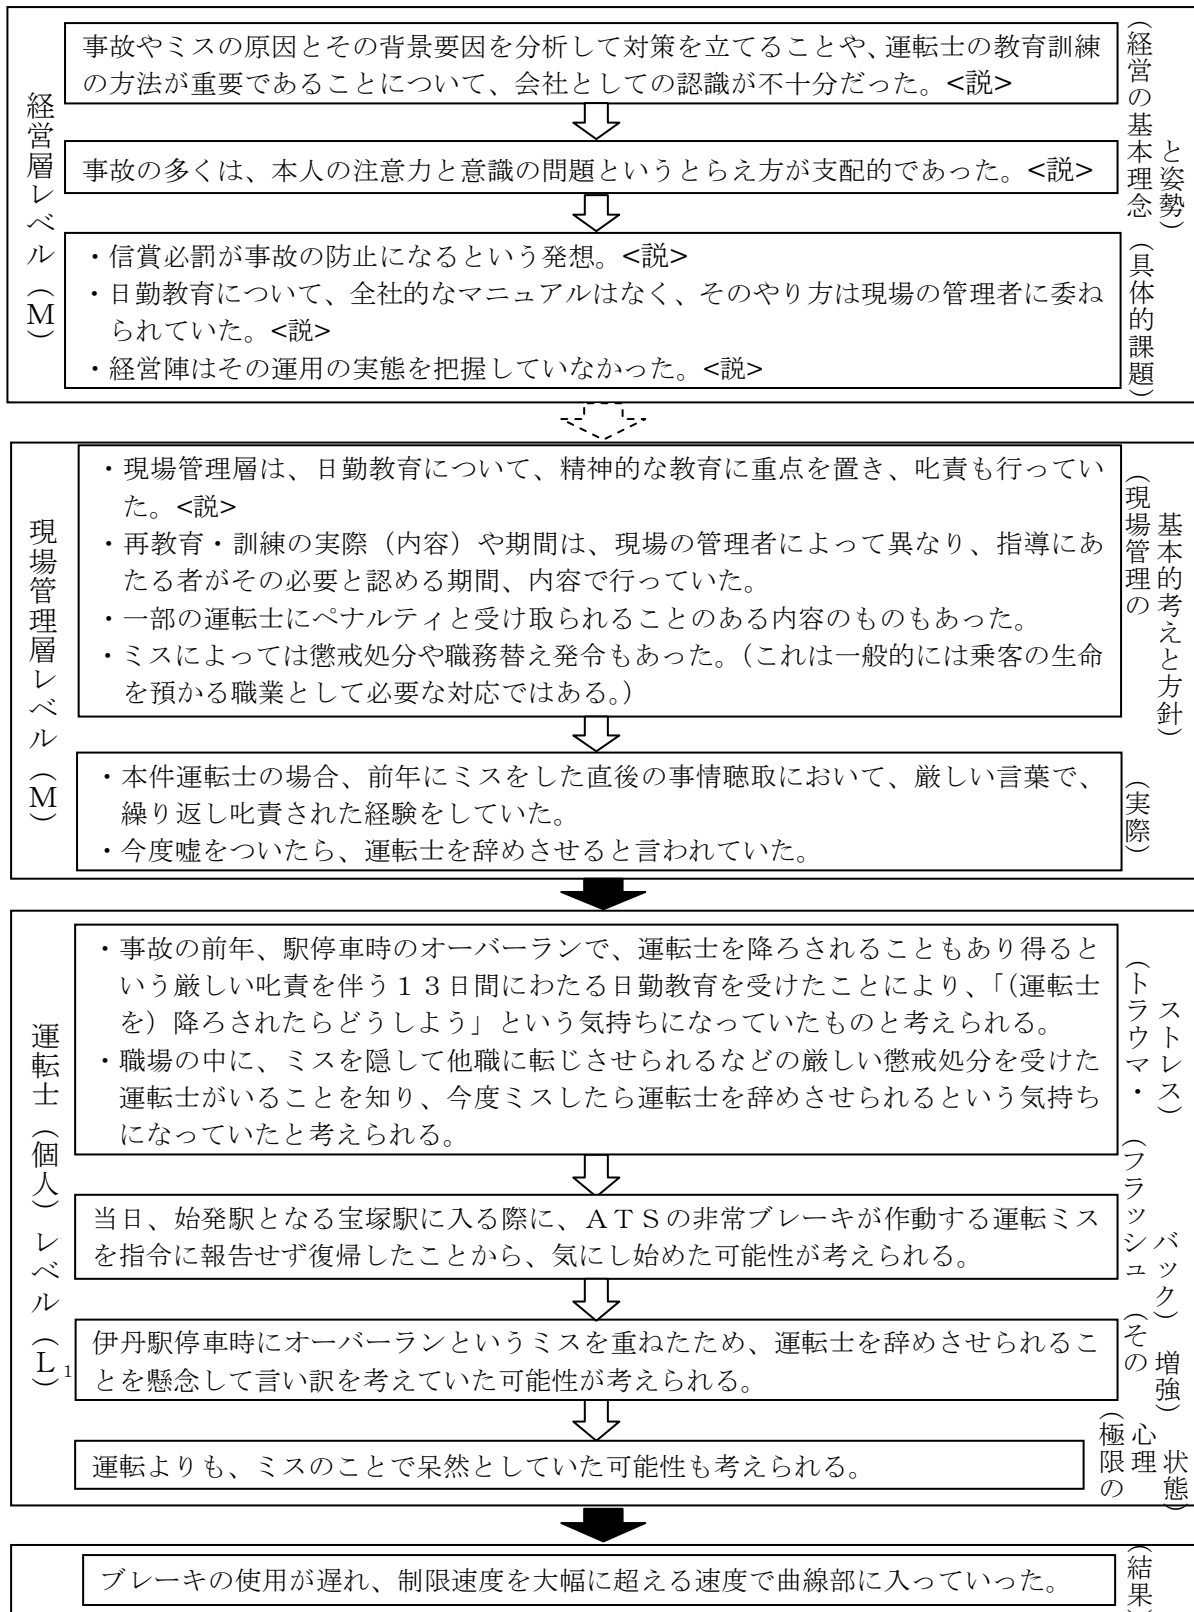 経営層レベル（Ｍ）
事故やミスの原因とその背景要因を分析して対策を立てることや、運転士の教育訓練
の方法が重要であることについて、会社としての認識が不十分だった。<説>
事故の多くは、本人の注意力と意識の問題というとらえ方が支配的であった。<説>
（経営の基本理念
と姿勢）
・信賞必罰が事故の防止になるという発想。<説>
・日勤教育について、全社的なマニュアルはなく、そのやり方は現場の管理者に委ね
られていた。<説>
・経営陣はその運用の実態を把握していなかった。<説>
（具体的課題）
現場管理層レベル（Ｍ）
・現場管理層は、日勤教育について、精神的な教育に重点を置き、叱責も行ってい
た。<説>
・再教育・訓練の実際（内容）や期間は、現場の管理者によって異なり、指導にあ
たる者がその必要と認める期間、内容で行っていた。
・一部の運転士にペナルティと受け取られることのある内容のものもあった。
・ミスによっては懲戒処分や職務替え発令もあった。（これは一般的には乗客の生命
を預かる職業として必要な対応ではある。）
（現場管理の
基本的考えと方針）
・本件運転士の場合、前年にミスをした直後の事情聴取において、厳しい言葉で、
繰り返し叱責された経験をしていた。
・今度嘘をついたら、運転士を辞めさせると言われていた。
（実際）
運転士（個人）レベル（Ｌ1）
・事故の前年、駅停車時のオーバーランで、運転士を降ろされることもあり得ると
いう厳しい叱責を伴う１３日間にわたる日勤教育を受けたことにより、「（運転士
を）降ろされたらどうしよう」という気持ちになっていたものと考えられる。
・職場の中に、ミスを隠して他職に転じさせられるなどの厳しい懲戒処分を受けた
運転士がいることを知り、今度ミスしたら運転士を辞めさせられるという気持ち
になっていたと考えられる。
（トラウマ・
ストレス）
当日、始発駅となる宝塚駅に入る際に、ＡＴＳの非常ブレーキが作動する運転ミス
を指令に報告せず復帰したことから、気にし始めた可能性が考えられる。
（フラッシュ
バック）
伊丹駅停車時にオーバーランというミスを重ねたため、運転士を辞めさせられるこ
とを懸念して言い訳を考えていた可能性が考えられる。
（その
増強）
運転よりも、ミスのことで呆然としていた可能性も考えられる。
（極限の
心理
状態）
ブレーキの使用が遅れ、制限速度を大幅に超える速度で曲線部に入っていった。
（結果）